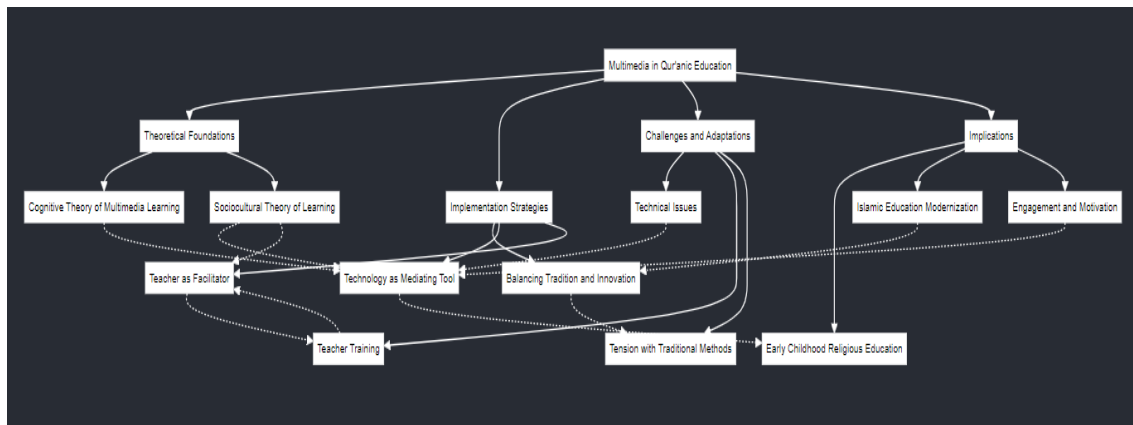 Multimedia in Qur'anic Education
Theoretical Foundations
Challenges and Adaptations
Implications
Cognitive Theory of Multimedia Learning
Sociocultural Theory of Learning
Implementation Strategies
Technical Issues
Islamic Education Modernization
Engagement and Motivation
Teacher as Facilitator
Technology as Mediating Tool
Balancing Tradition and Innovation
Teacher Training
Tension with Traditional Methods
Early Childhood Religious Education